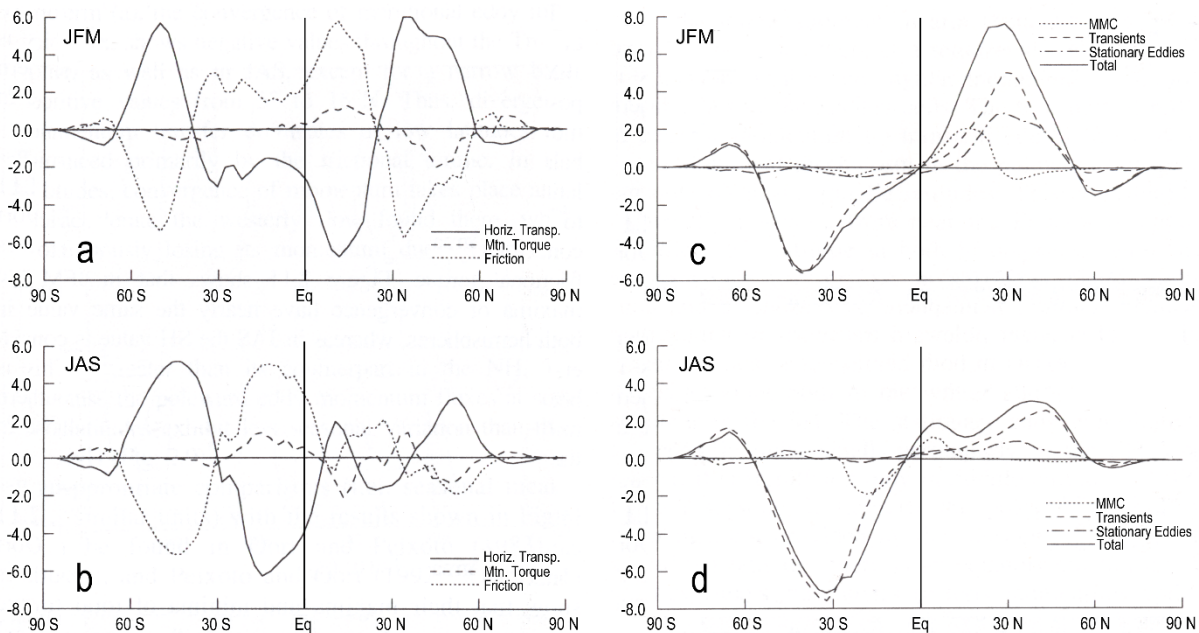 6.0
4.0
2.0
0.0
-2.0
-4.0
-6.0
-8.0
JFM
a
Horiz. Transp.
Mtn. Torque
Friction
90 S 60 S 30 S Eq 30 N 60 N 90 N
8.0
6.0
4.0
2.0
0.0
-2.0
-4.0
-6.0
JFM
c
MMC
Transients
Stationary Eddies
Total
90 S 60 S 30 S Eq 30 N 60 N 90 N
6.0
4.0
2.0
0.0
-2.0
-4.0
-6.0
-8.0
JAS
b
Horiz. Transp.
Mtn. Torque
Friction
90 S 60 S 30 S Eq 30 N 60 N 90 N
6.0
4.0
2.0
0.0
-2.0
-4.0
-6.0
-8.0
JAS
d
MMC
Transients
Stationary Eddies
Total
90 S 60 S 30 S Eq 30 N 60 N 90 N